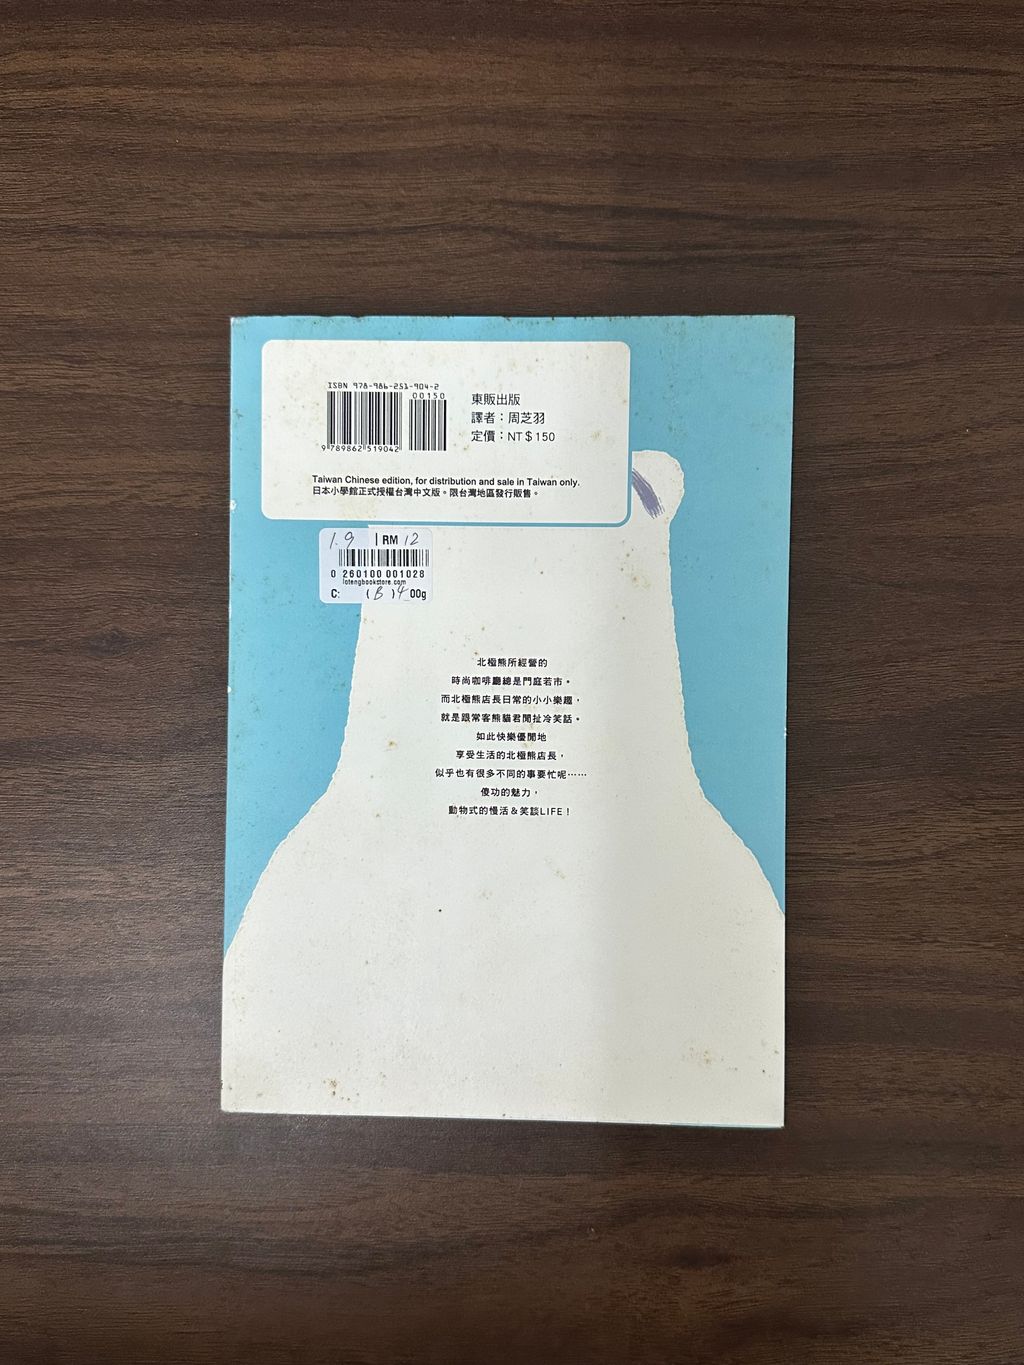 ISBN 978-986-251-904-2
00150
9 789862 519042
東販出版
譯者：周芝羽
定價：NT＄150
Taiwan Chinese edition, for distribution and sale in Taiwan only.
日本小學館正式授權台灣中文版。限台灣地區發行販售。
1.9 | RM 12
0 260100 001028
lotengbookstore.com
C: (B)4.00g
北極熊所經營的
時尚咖啡廳總是門庭若市。
而北極熊店長日常的小小樂趣，
就是跟常客熊貓君閒扯冷笑話。
如此快樂優閒地
享受生活的北極熊店長，
似乎也有很多不同的事要忙呢……
傻功的魅力，
動物式的慢活＆笑談LIFE！